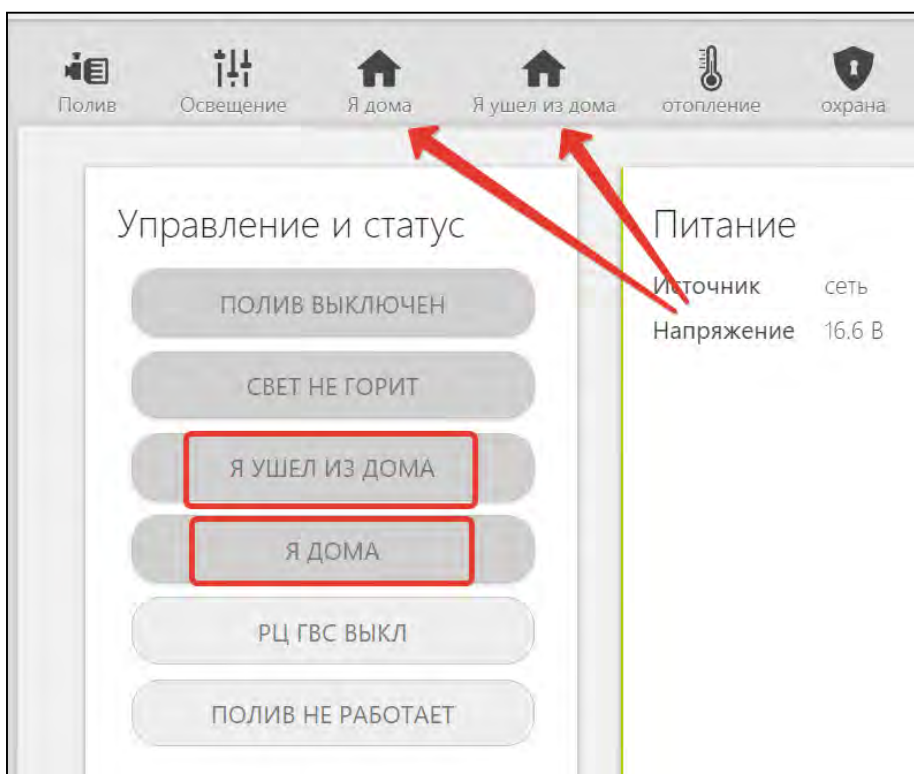 Полив Освещение Я дома Я ушел из дома отопление охрана
Управление и статус
ПОЛИВ ВЫКЛЮЧЕН
СВЕТ НЕ ГОРИТ
Я УШЕЛ ИЗ ДОМА
Я ДОМА
РЦ ГВС ВЫКЛ
ПОЛИВ НЕ РАБОТАЕТ
Питание
Источник сеть
Напряжение 16.6 В